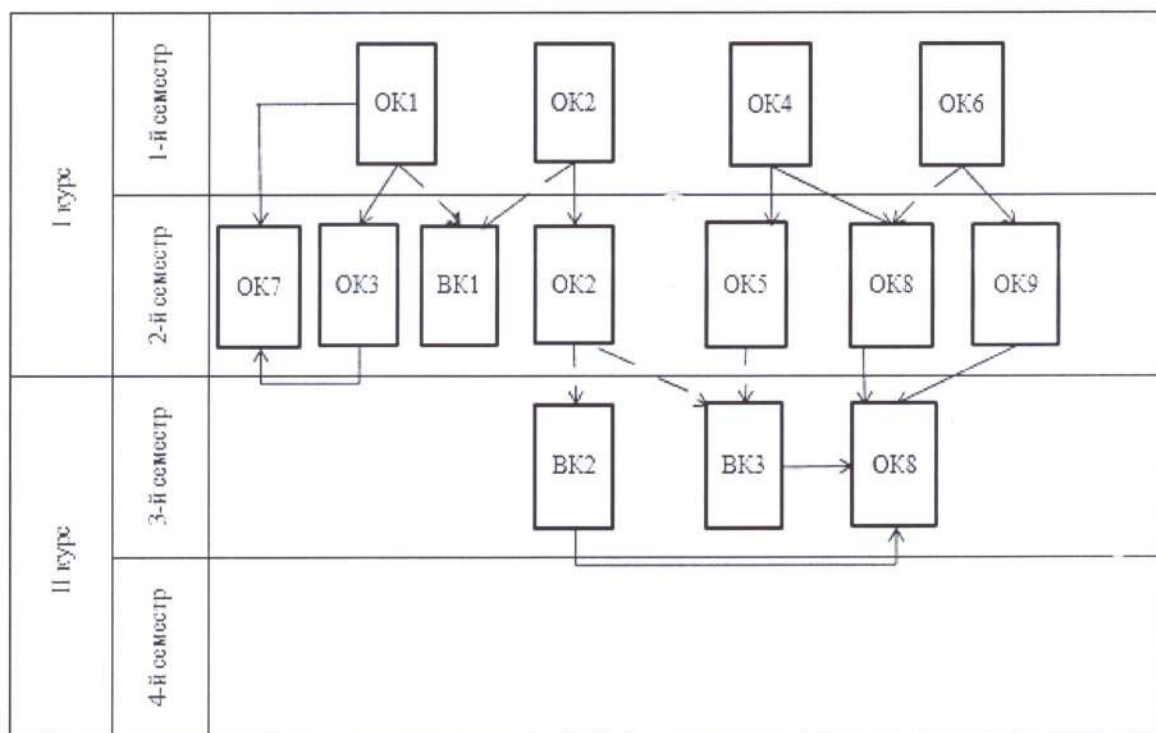 І курс
1-й семестр
ОК1
ОК2
ОК4
ОК6
2-й семестр
ОК7
ОК3
ВК1
ОК2
ОК5
ОК8
ОК9
ІІ курс
3-й семестр
ВК2
ВК3
ОК8
4-й семестр